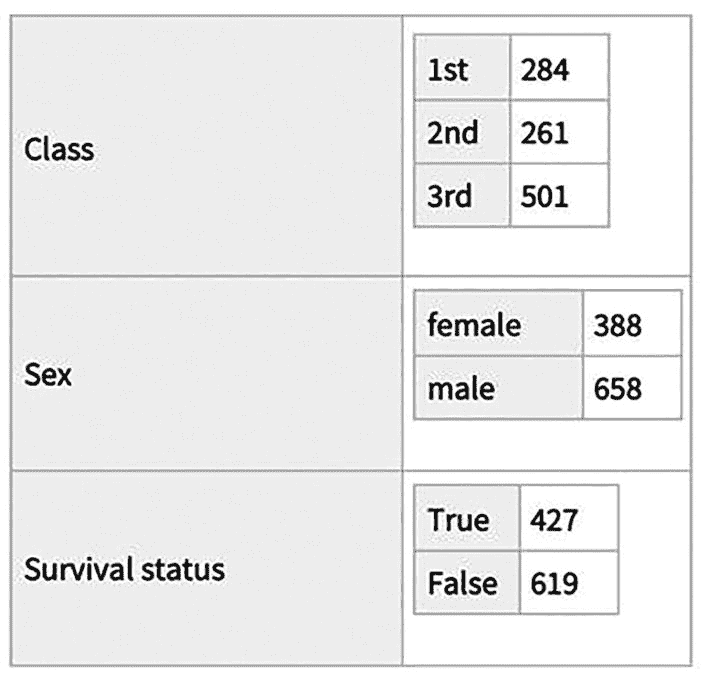 Class
1st 284
2nd 261
3rd 501
Sex
female 388
male 658
Survival status
True 427
False 619